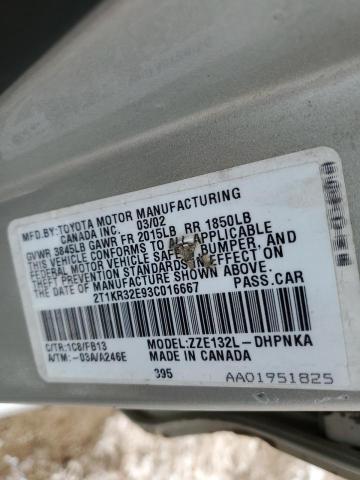 MFD.BY:TOYOTA MOTOR MANUFACTURING
CANADA INC. 03/02
GVWR 3845LB GAWR FR 2015LB RR 1850LB
THIS VEHICLE CONFORMS TO ALL APPLICABLE
FEDERAL MOTOR VEHICLE SAFETY, BUMPER, AND
THEFT PREVENTION STANDARDS IN EFFECT
ON THE DATE OF MANUFACTURE SHOWN ABOVE.
2T1KR32E93C016667 PASS.CAR
C/TR:1C8/FB13 MODEL:ZZE132L-DHPNKA
A/TM:-03A/A246E MADE IN CANADA
395 AA01951825